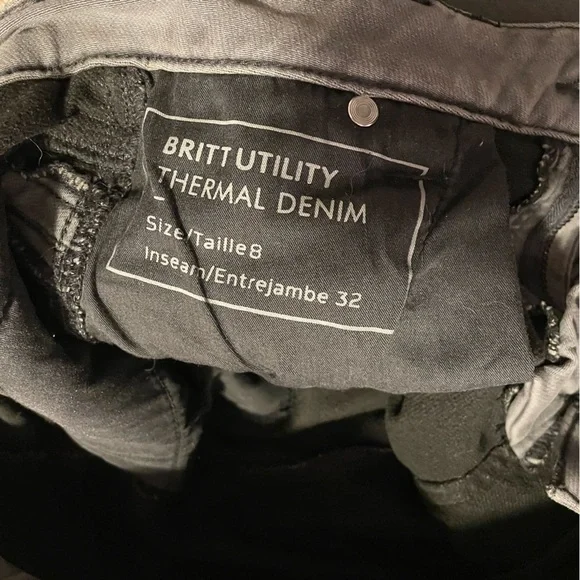 BRITT UTILITY
THERMAL DENIM
Size/Taille 8
Inseam/Entrejambe 32